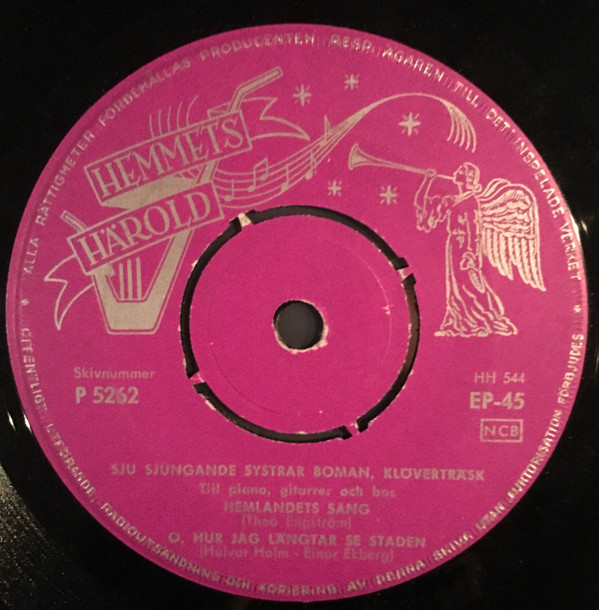 ALLA RÄTTIGHETER FÖRBEHÅLLAS PRODUCENTEN RESP. ÄGAREN TILL DET INSPELADE VERKET * OFFENTLIGT UTFÖRANDE, RADIOUTSÄNDNING OCH KOPIERING AV DENNA SKIVA UTAN AUKTORISATION FÖRBJUDES *
HEMMETS
HÄROLD
Skivnummer
P 5262
HH 544
EP-45
NCB
SJU SJUNGANDE SYSTRAR BOMAN, KLÖVERTRÄSK
Till piano, gitarrer och bas
HEMLANDETS SÅNG
(Theo Engström)
O, HUR JAG LÄNGTAR SE STADEN
(Halvar Holm - Einar Ekberg)